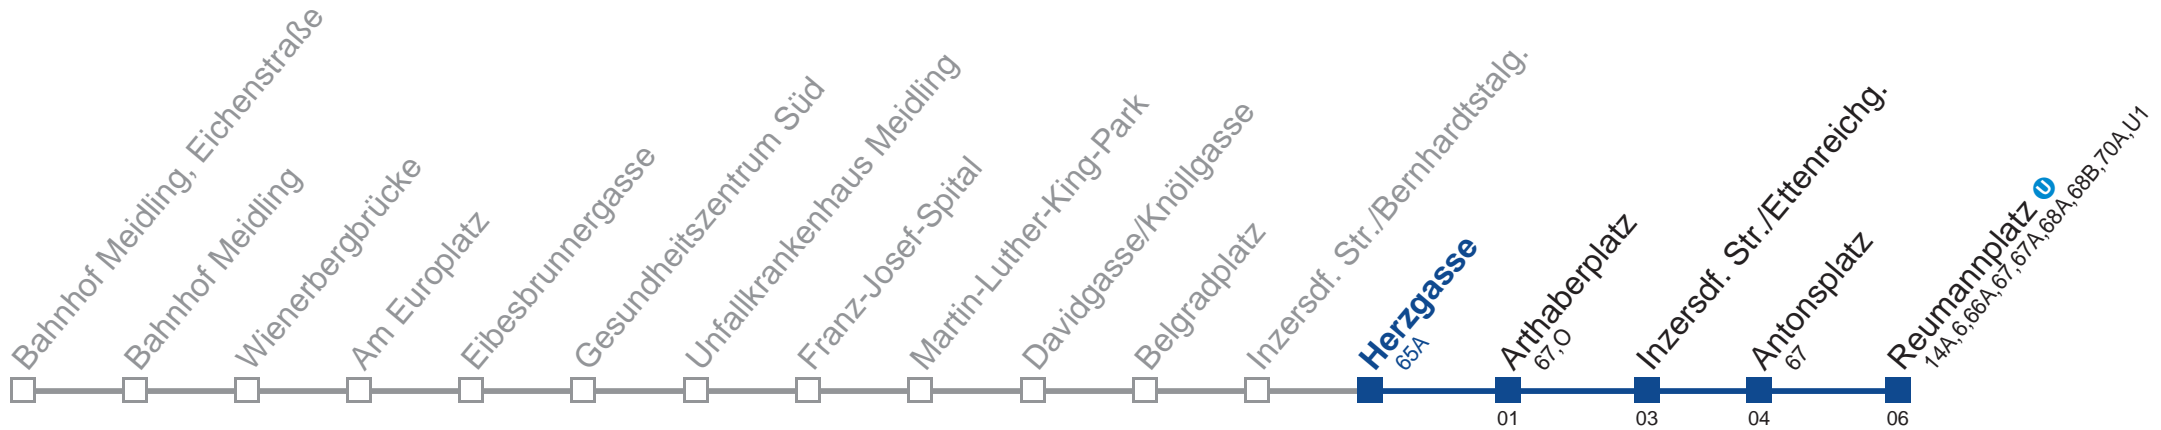 Bahnhof Meidling, Eichenstraße
Bahnhof Meidling
Wienerbergbrücke
Am Europlatz
Eibesbrunnergasse
Gesundheitszentrum Süd
Unfallkrankenhaus Meidling
Franz-Josef-Spital
Martin-Luther-King-Park
Davidgasse/Knöllgasse
Belgradplatz
Inzersdf. Str./Bernhardtstalg.
Herzgasse
65A
Arthaberplatz
67,O
Inzersdf. Str./Ettenreichg.
Antonsplatz
67
Reumannplatz U
14A,6,66A,67,67A,68A,68B,70A,U1
01
03
04
06